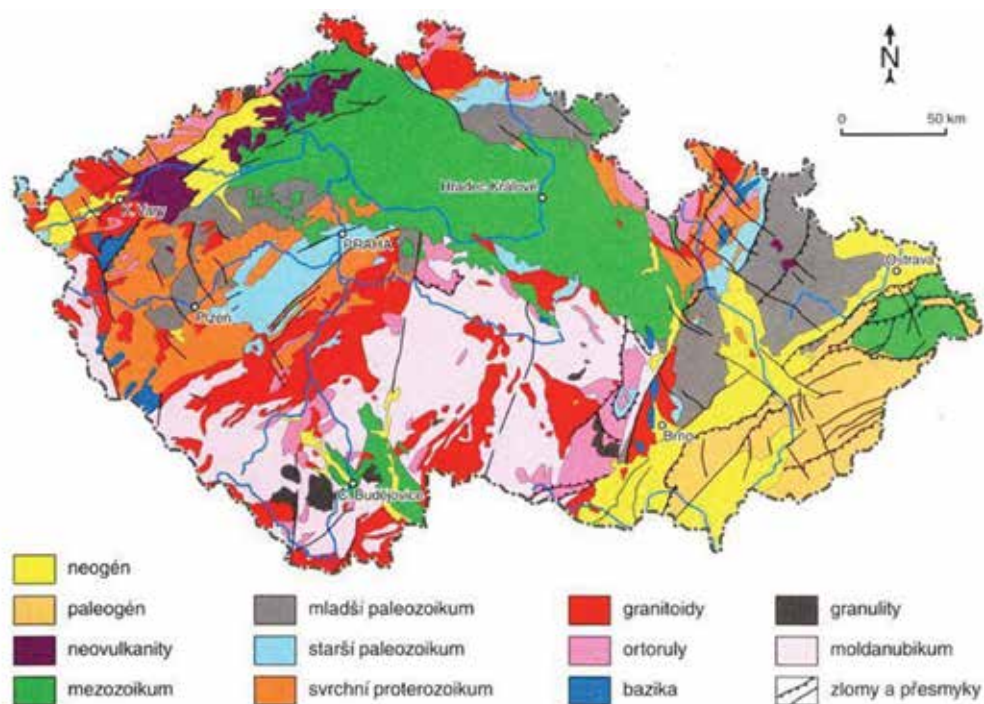 N
0 50 km
Hradec Králové
K. Vary
PRAHA
Ostrava
Plzeň
Brno
Č. Budějovice
neogén
paleogén
neovulkanity
mezozoikum
mladší paleozoikum
starší paleozoikum
svrchní proterozoikum
granitoidy
ortoruly
bazika
granulity
moldanubikum
zlomy a přesmyky